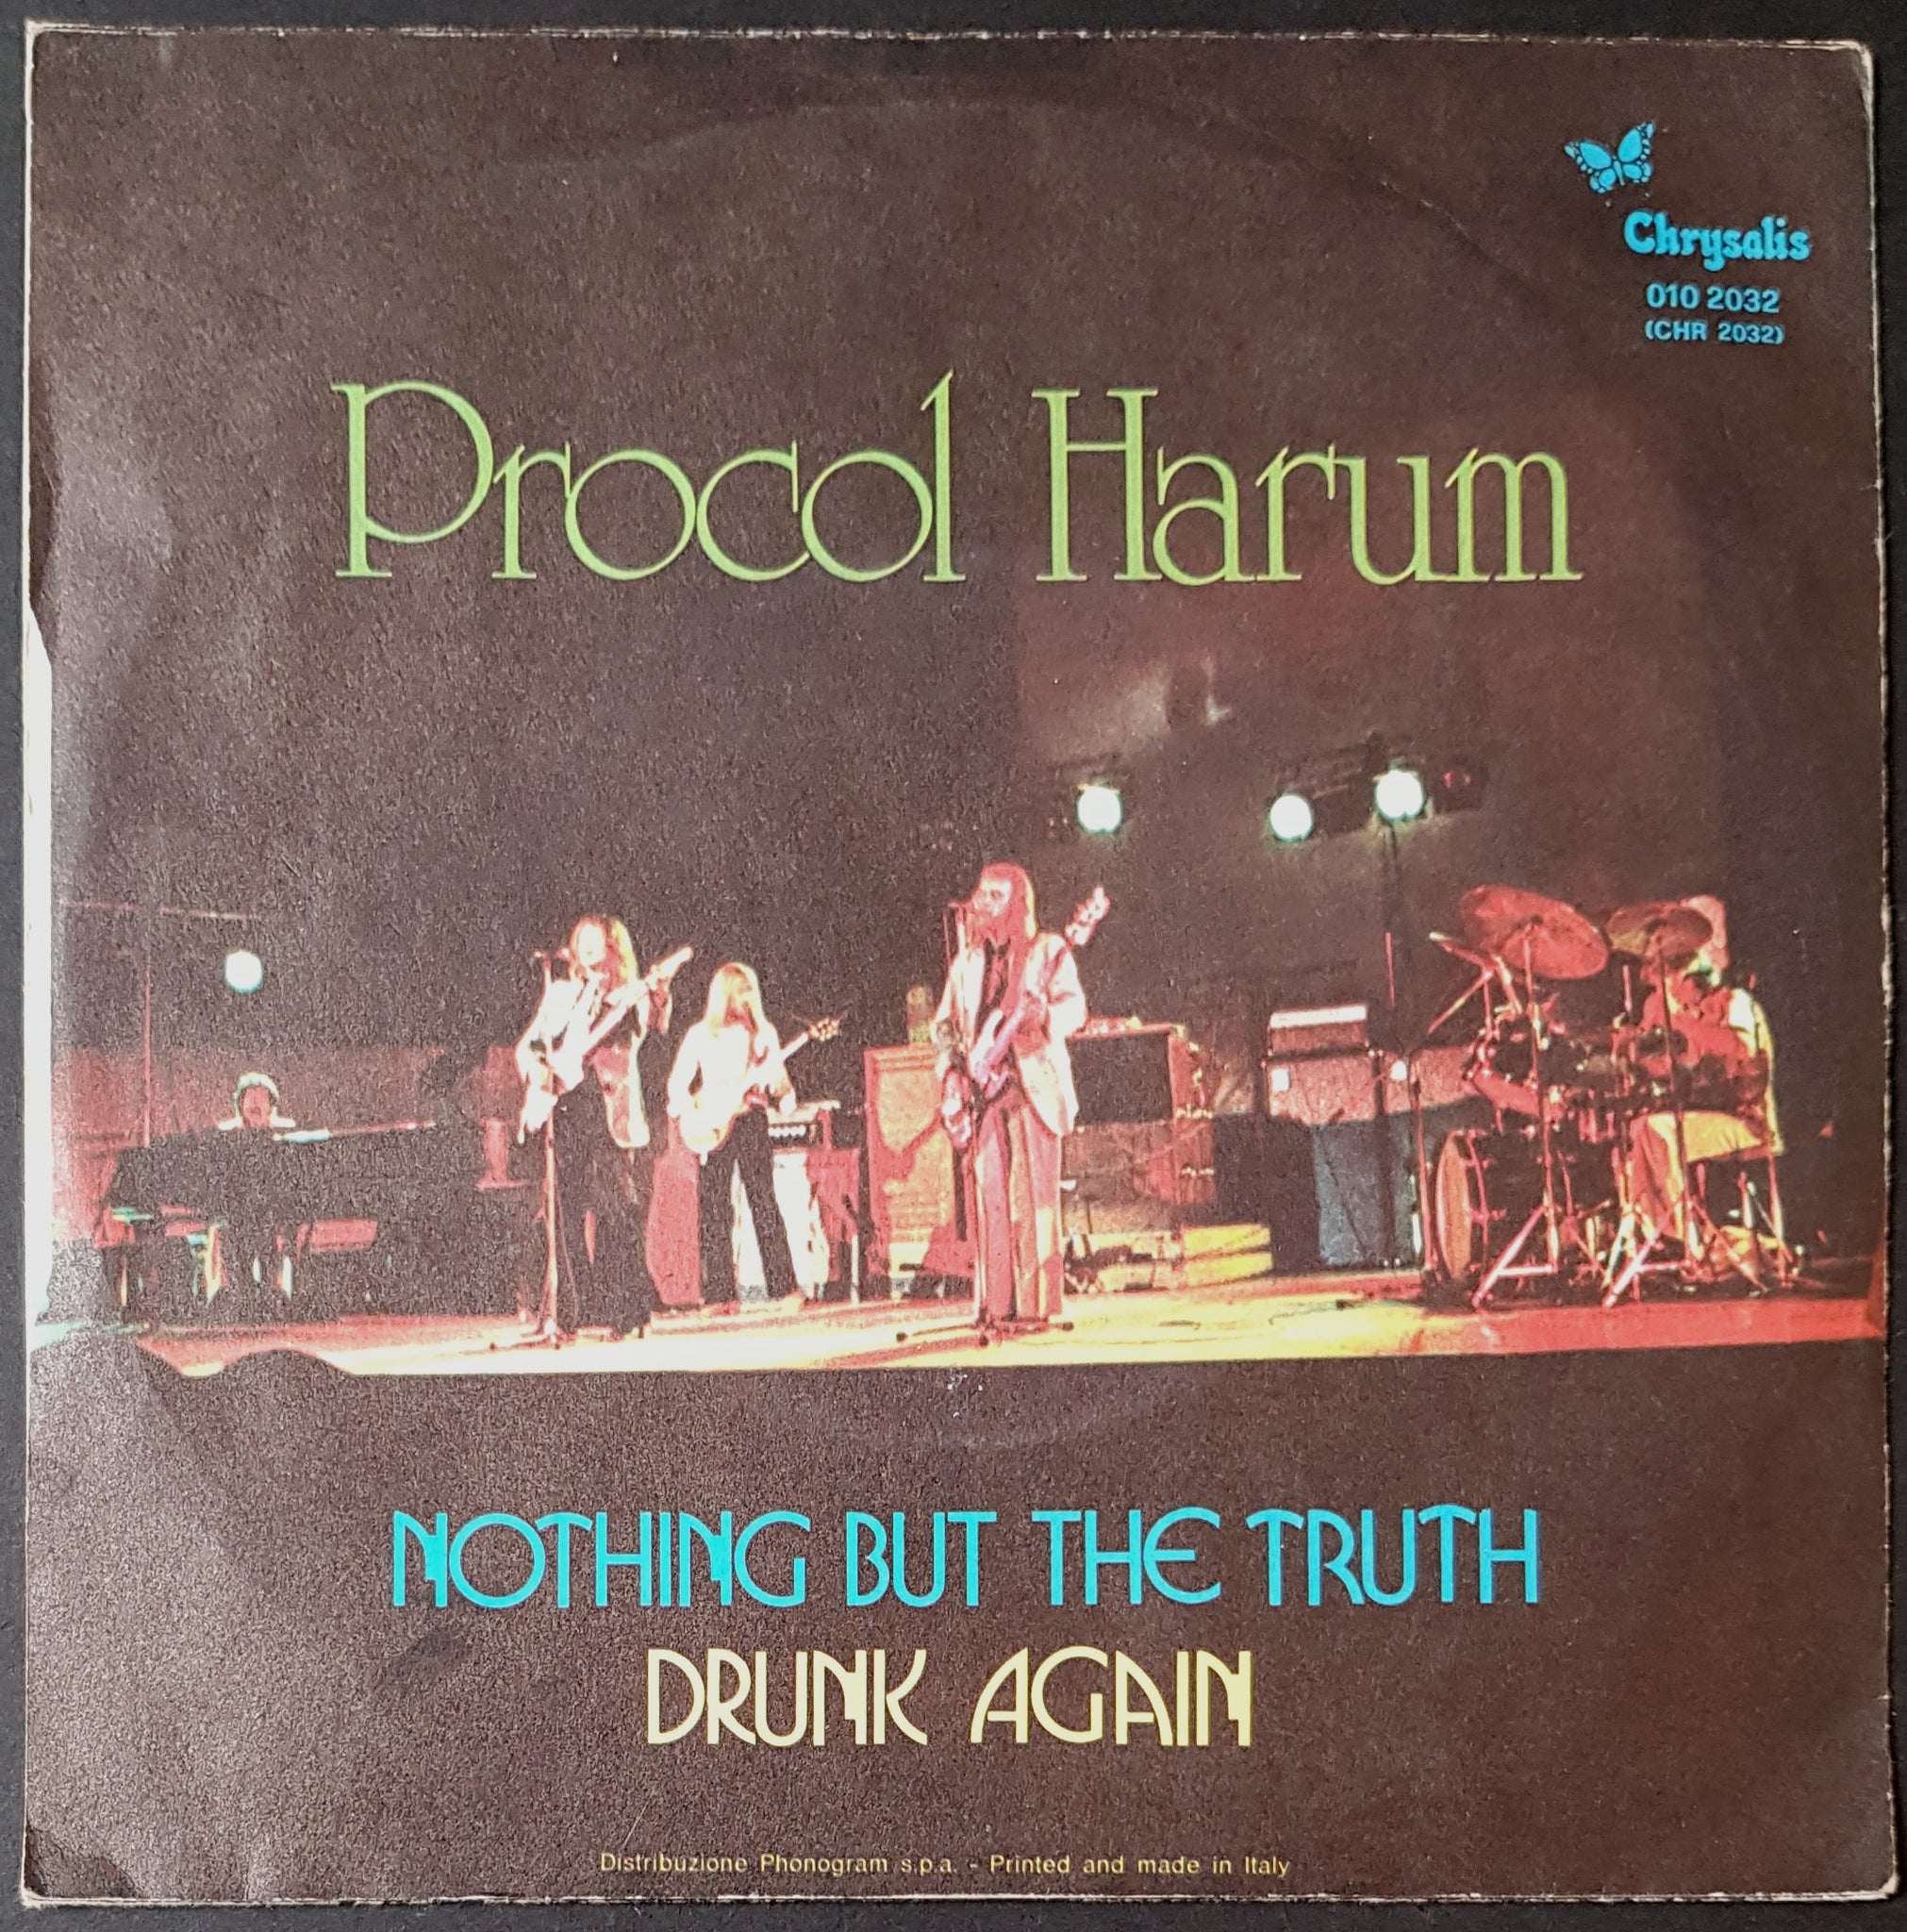 Chrysalis
010 2032
(CHR 2032)
Procol Harum
NOTHING BUT THE TRUTH
DRUNK AGAIN
Distribuzione Phonogram s.p.a. - Printed and made in Italy